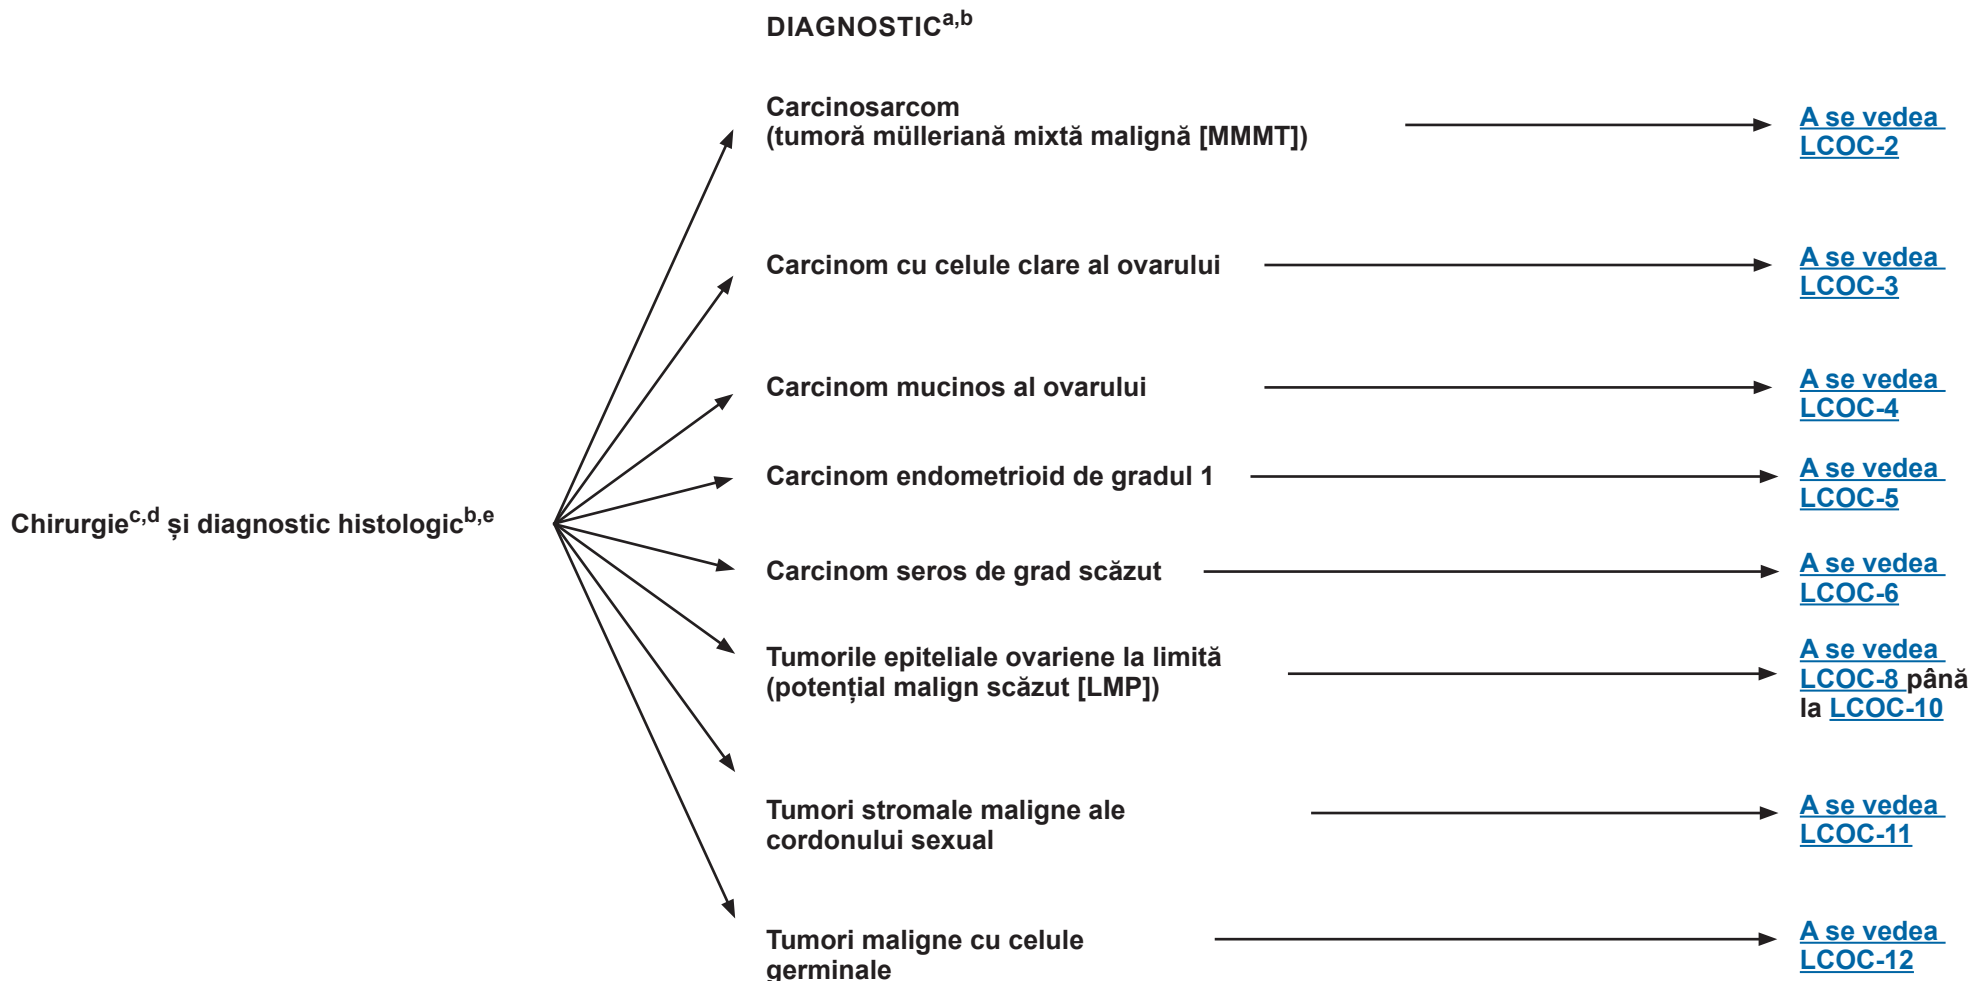 DIAGNOSTICa,b
Carcinosarcom
(tumoră mülleriană mixtă malignă [MMMT])
A se vedea
LCOC-2
Carcinom cu celule clare al ovarului
A se vedea
LCOC-3
Carcinom mucinos al ovarului
A se vedea
LCOC-4
Carcinom endometrioid de gradul 1
A se vedea
LCOC-5
Chirurgiec,d și diagnostic histologicb,e
Carcinom seros de grad scăzut
A se vedea
LCOC-6
Tumorile epiteliale ovariene la limită
(potențial malign scăzut [LMP])
A se vedea
LCOC-8 până
la LCOC-10
Tumori stromale maligne ale
cordonului sexual
A se vedea
LCOC-11
Tumori maligne cu celule
germinale
A se vedea
LCOC-12